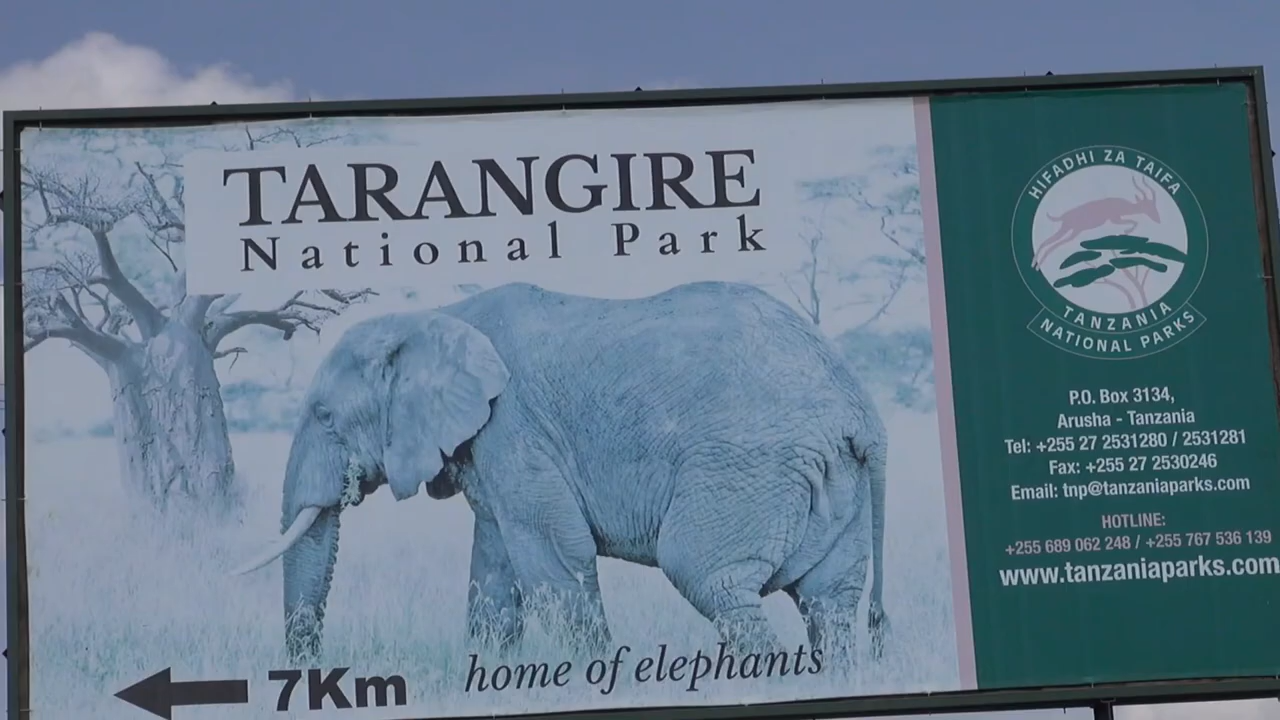 TARANGIRE
National Park
7Km
home of elephants
HIFADHI ZA TAIFA
TANZANIA
NATIONAL PARKS
P.O. Box 3134,
Arusha - Tanzania
Tel: +255 27 2531280 / 2531281
Fax: +255 27 2530246
Email: tnp@tanzaniaparks.com
HOTLINE:
+255 689 062 248 / +255 767 536 139
www.tanzaniaparks.com